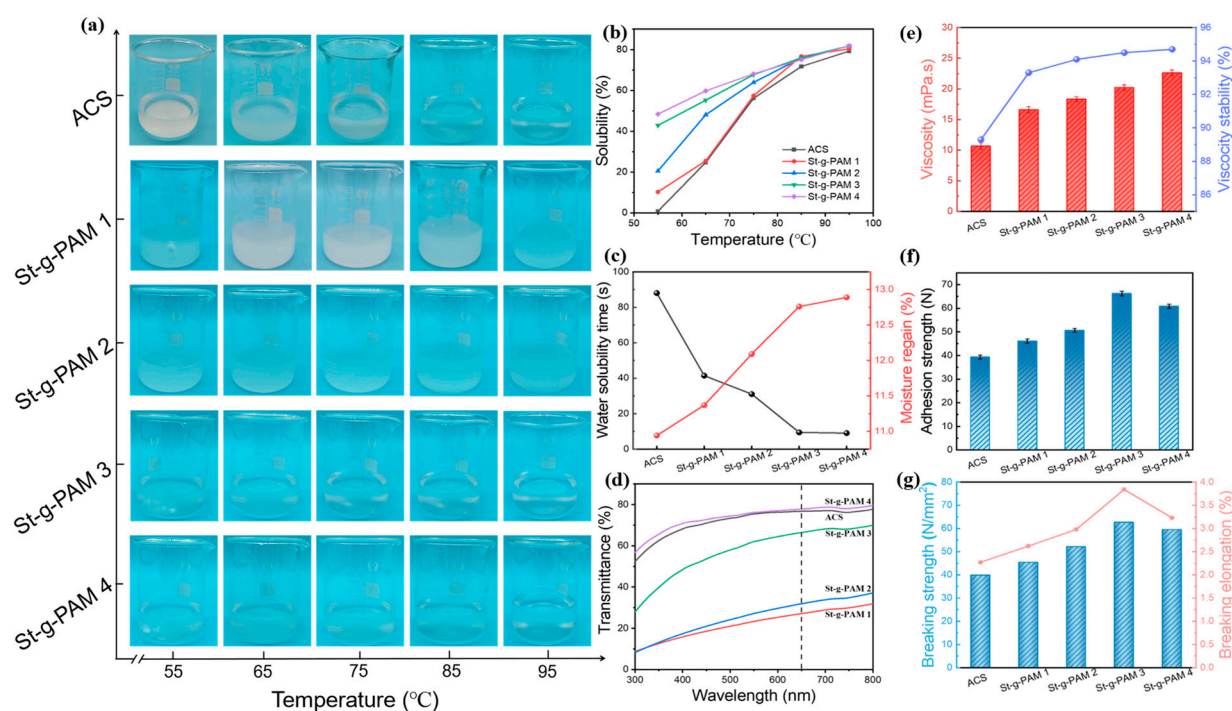 (a)
ACS
St-g-PAM 1
St-g-PAM 2
St-g-PAM 3
St-g-PAM 4
55
65
75
85
95
Temperature (℃)
(b)
Solubility (%)
80
60
40
20
0
ACS
St-g-PAM 1
St-g-PAM 2
St-g-PAM 3
St-g-PAM 4
50 60 70 80 90 100
Temperature (℃)
(c)
Water solubility time (s)
100
80
60
40
20
0
Moisture regain (%)
13.0
12.5
12.0
11.5
11.0
ACS St-g-PAM 1 St-g-PAM 2 St-g-PAM 3 St-g-PAM 4
(d)
Transmittance (%)
80
60
40
20
0
St-g-PAM 4
ACS
St-g-PAM 3
St-g-PAM 2
St-g-PAM 1
300 400 500 600 700 800
Wavelength (nm)
(e)
Viscosity (mPa.s)
30
25
20
15
10
5
0
Viscocity stability (%)
96
94
92
90
88
86
ACS St-g-PAM 1 St-g-PAM 2 St-g-PAM 3 St-g-PAM 4
(f)
Adhesion strength (N)
70
60
50
40
30
20
10
0
ACS St-g-PAM 1 St-g-PAM 2 St-g-PAM 3 St-g-PAM 4
(g)
Breaking strength (N/mm²)
80
70
60
50
40
30
20
10
0
Breaking elongation (%)
4.0
3.5
3.0
2.5
2.0
1.5
1.0
0.5
0.0
ACS St-g-PAM 1 St-g-PAM 2 St-g-PAM 3 St-g-PAM 4